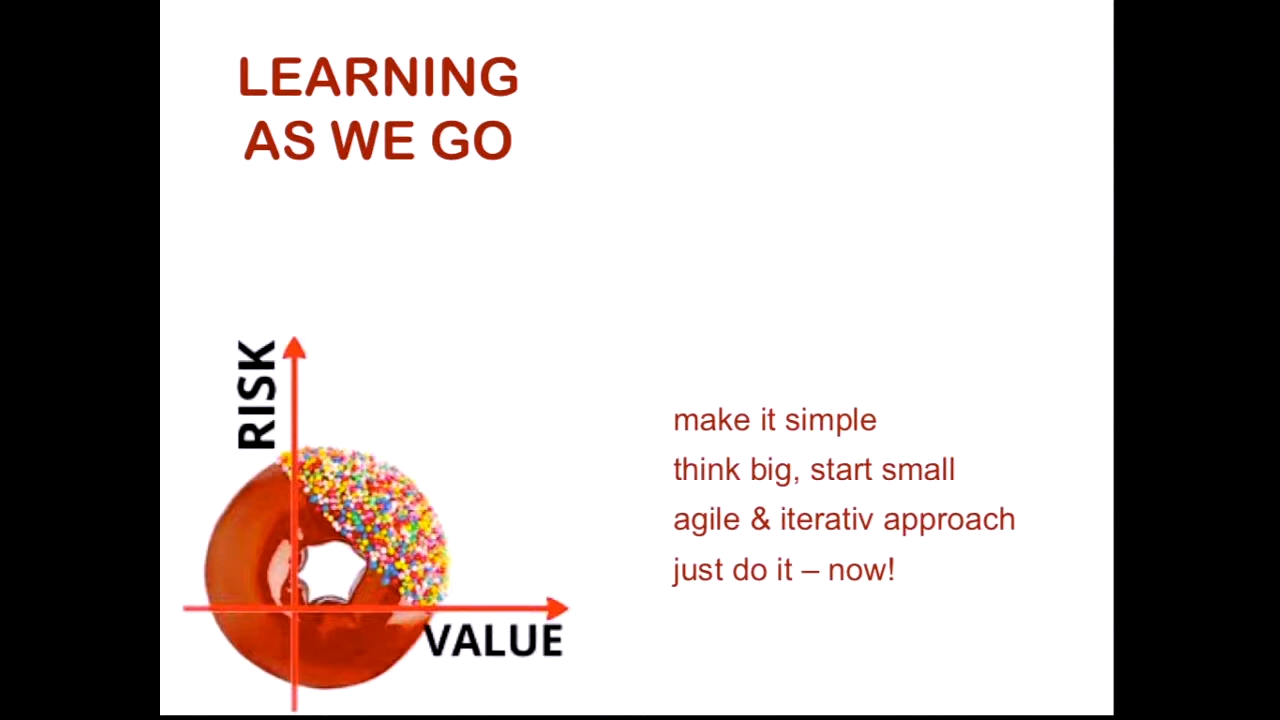 LEARNING
AS WE GO
RISK
VALUE
make it simple
think big, start small
agile & iterativ approach
just do it – now!